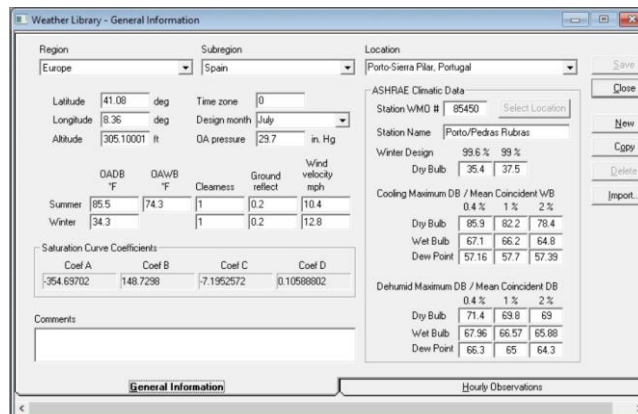 Weather Library - General Information
Region Subregion Location
Europe Spain Porto-Sierra Pilar, Portugal
Save
Close
New
Copy
Delete
Import...
Latitude 41.08 deg Time zone 0
Longitude 8.36 deg Design month July
Altitude 305.10001 ft OA pressure 29.7 in. Hg
OADB °F OAWB °F Clearness Ground reflect Wind velocity mph
Summer 85.5 74.3 1 0.2 10.4
Winter 34.3 1 0.2 12.8
Saturation Curve Coefficients
Coef A Coef B Coef C Coef D
-354.69702 148.7298 -7.1952572 0.10588802
Comments
ASHRAE Climatic Data
Station WMO # 85450 Select Location
Station Name Porto/Pedras Rubras
Winter Design 99.6 % 99 %
Dry Bulb 35.4 37.5
Cooling Maximum DB / Mean Coincident WB
0.4 % 1 % 2 %
Dry Bulb 85.9 82.2 78.4
Wet Bulb 67.1 66.2 64.8
Dew Point 57.16 57.7 57.39
Dehumid Maximum DB / Mean Coincident DB
0.4 % 1 % 2 %
Dry Bulb 71.4 69.8 69
Wet Bulb 67.96 66.57 65.88
Dew Point 66.3 65 64.3
General Information Hourly Observations